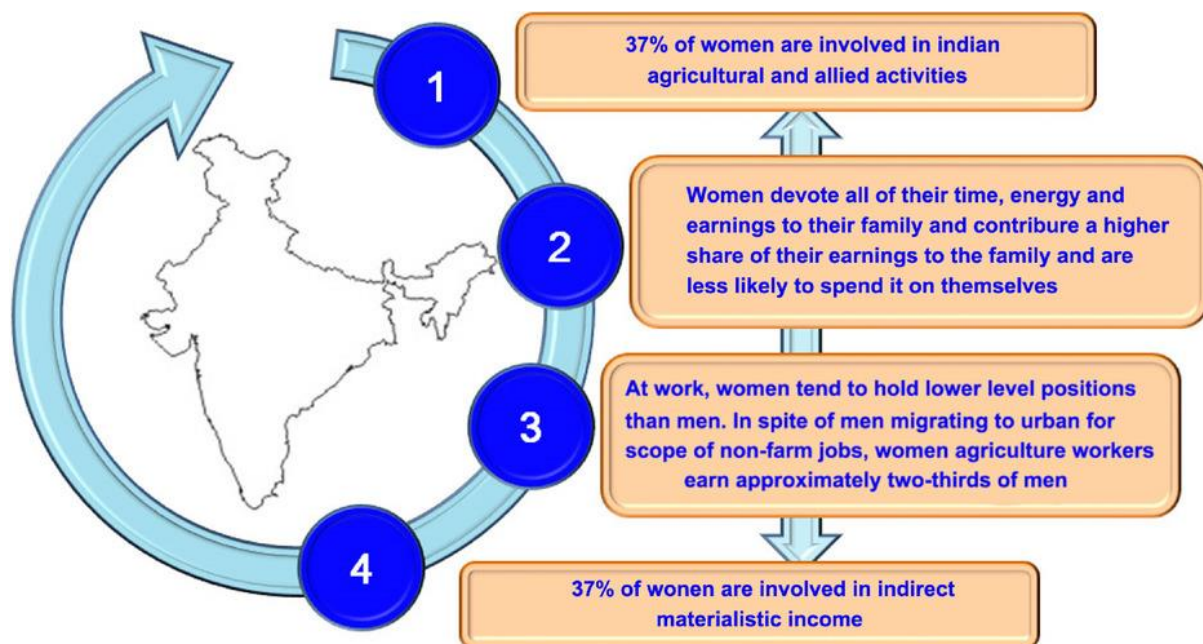 1
37% of women are involved in indian
agricultural and allied activities
2
Women devote all of their time, energy and
earnings to their family and contribure a higher
share of their earnings to the family and are
less likely to spend it on themselves
3
At work, women tend to hold lower level positions
than men. In spite of men migrating to urban for
scope of non-farm jobs, women agriculture workers
earn approximately two-thirds of men
4
37% of wonen are involved in indirect
materialistic income